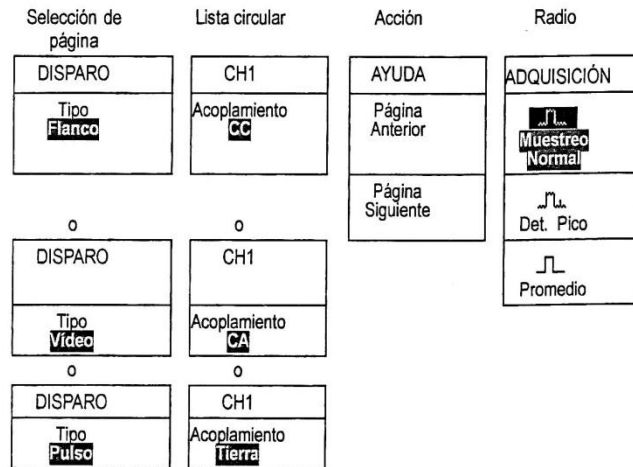 Selección de
página
Lista circular
Acción
Radio
DISPARO
Tipo
Flanco
o
DISPARO
Tipo
Vídeo
o
DISPARO
Tipo
Pulso
CH1
Acoplamiento
CC
o
CH1
Acoplamiento
CA
o
CH1
Acoplamiento
Tierra
AYUDA
Página
Anterior
Página
Siguiente
ADQUISICIÓN
Muestreo
Normal
Det. Pico
Promedio